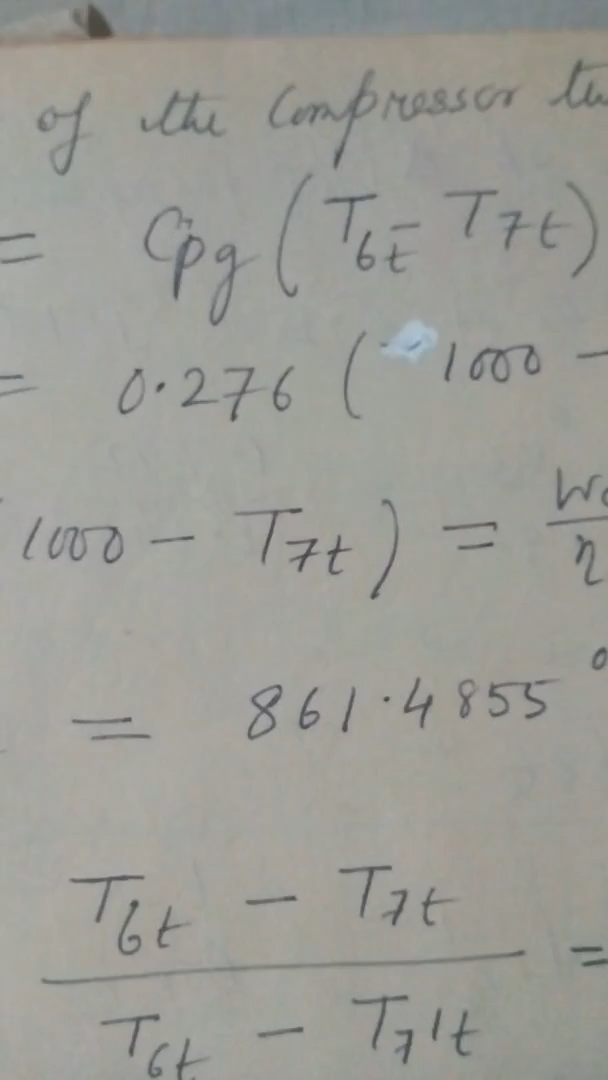 of the Compressor
= Cpg ( T6t - T7t )
= 0.276 ( 1000 -
1000 - T7t ) =
= 861.4855 °
T6t - T7t
=
T6t - T7't